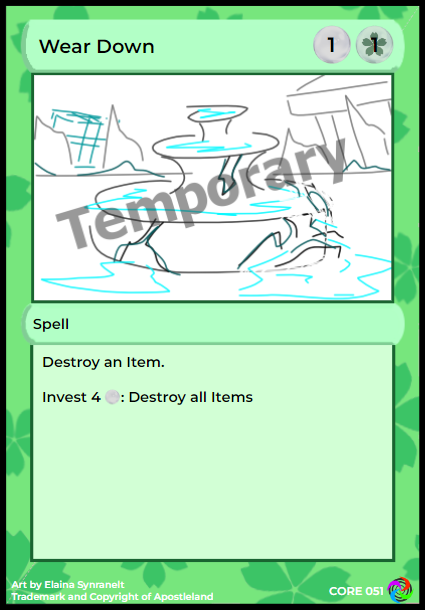 Wear Down
1 1
Temporary
Spell
Destroy an Item.
Invest 4 : Destroy all Items
Art by Elaina Synranelt
Trademark and Copyright of Apostleland
CORE 051